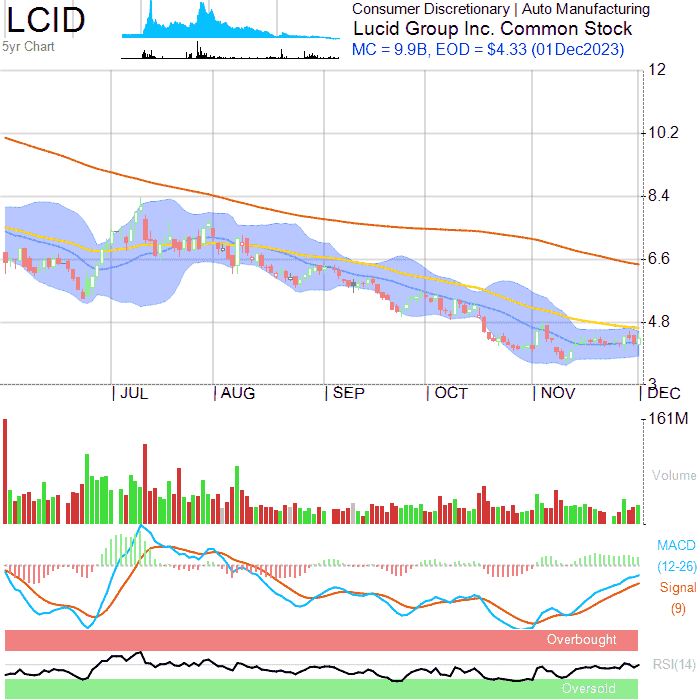 LCID
5yr Chart
Consumer Discretionary | Auto Manufacturing
Lucid Group Inc. Common Stock
MC = 9.9B, EOD = $4.33 (01Dec2023)
12
10.2
8.4
6.6
4.8
3
JUL AUG SEP OCT NOV DEC
161M
Volume
MACD
(12-26)
Signal
(9)
Overbought
RSI(14)
Oversold